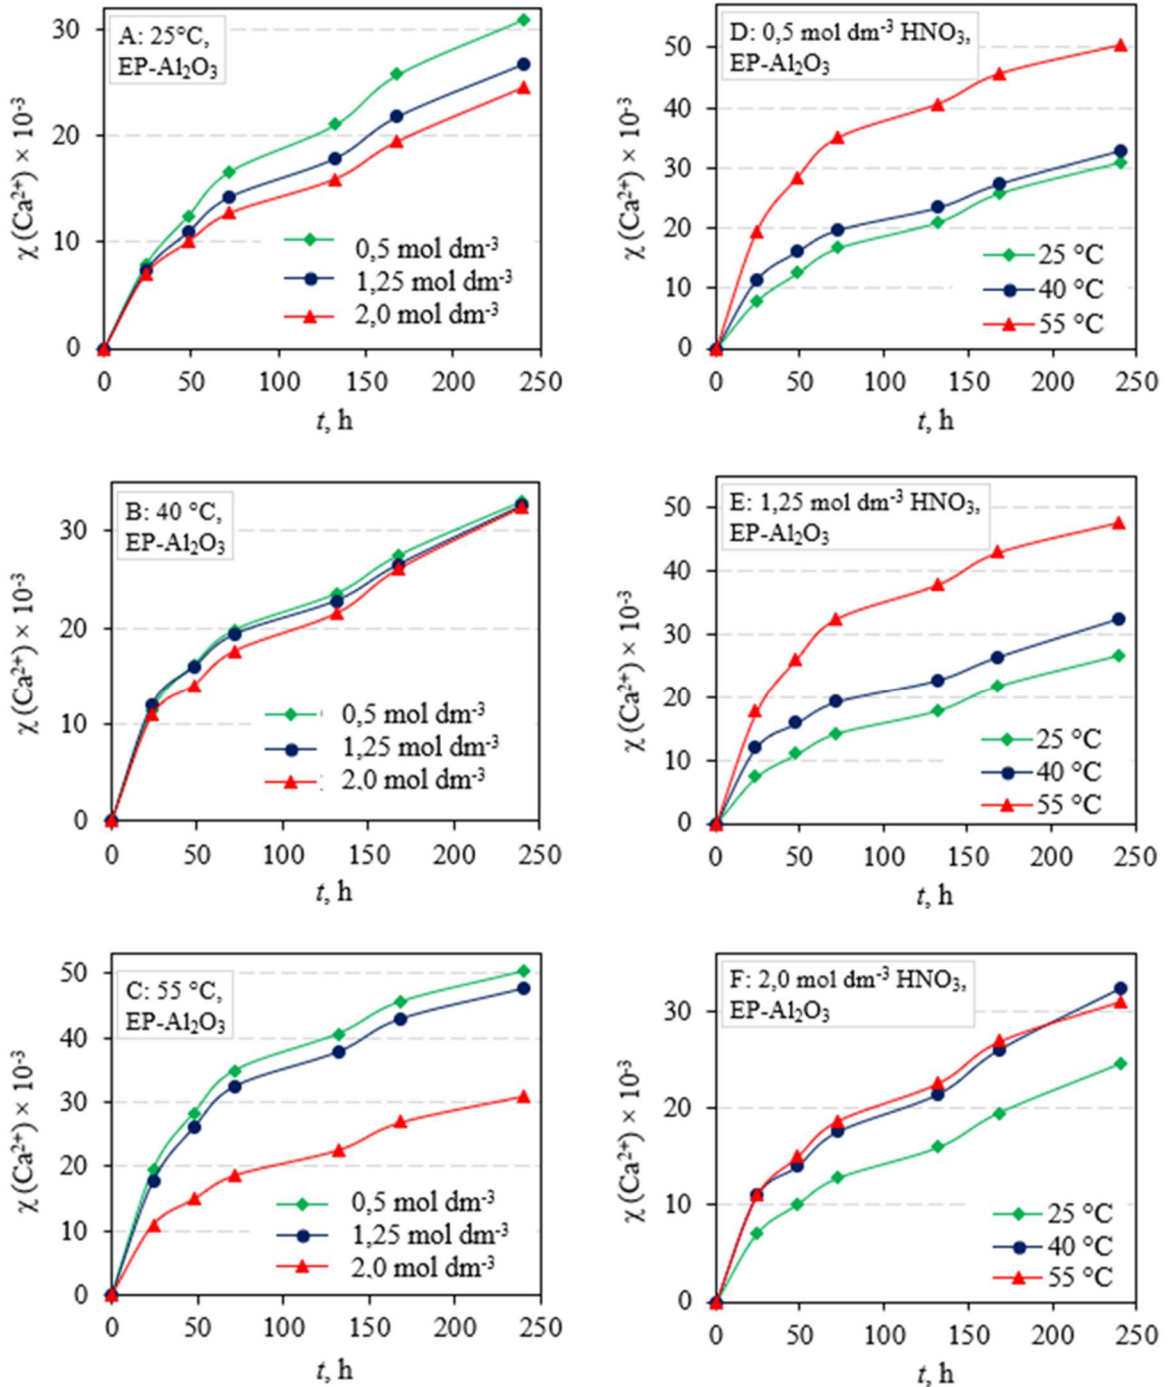 A: 25°C,
EP-Al₂O₃
χ (Ca²⁺) × 10⁻³
30
20
10
0
0,5 mol dm⁻³
1,25 mol dm⁻³
2,0 mol dm⁻³
0 50 100 150 200 250
t, h
D: 0,5 mol dm⁻³ HNO₃,
EP-Al₂O₃
χ (Ca²⁺) × 10⁻³
50
40
30
20
10
0
25 °C
40 °C
55 °C
0 50 100 150 200 250
t, h
B: 40 °C,
EP-Al₂O₃
χ (Ca²⁺) × 10⁻³
30
20
10
0
0,5 mol dm⁻³
1,25 mol dm⁻³
2,0 mol dm⁻³
0 50 100 150 200 250
t, h
E: 1,25 mol dm⁻³ HNO₃,
EP-Al₂O₃
χ (Ca²⁺) × 10⁻³
50
40
30
20
10
0
25 °C
40 °C
55 °C
0 50 100 150 200 250
t, h
C: 55 °C,
EP-Al₂O₃
χ (Ca²⁺) × 10⁻³
50
40
30
20
10
0
0,5 mol dm⁻³
1,25 mol dm⁻³
2,0 mol dm⁻³
0 50 100 150 200 250
t, h
F: 2,0 mol dm⁻³ HNO₃,
EP-Al₂O₃
χ (Ca²⁺) × 10⁻³
30
20
10
0
25 °C
40 °C
55 °C
0 50 100 150 200 250
t, h